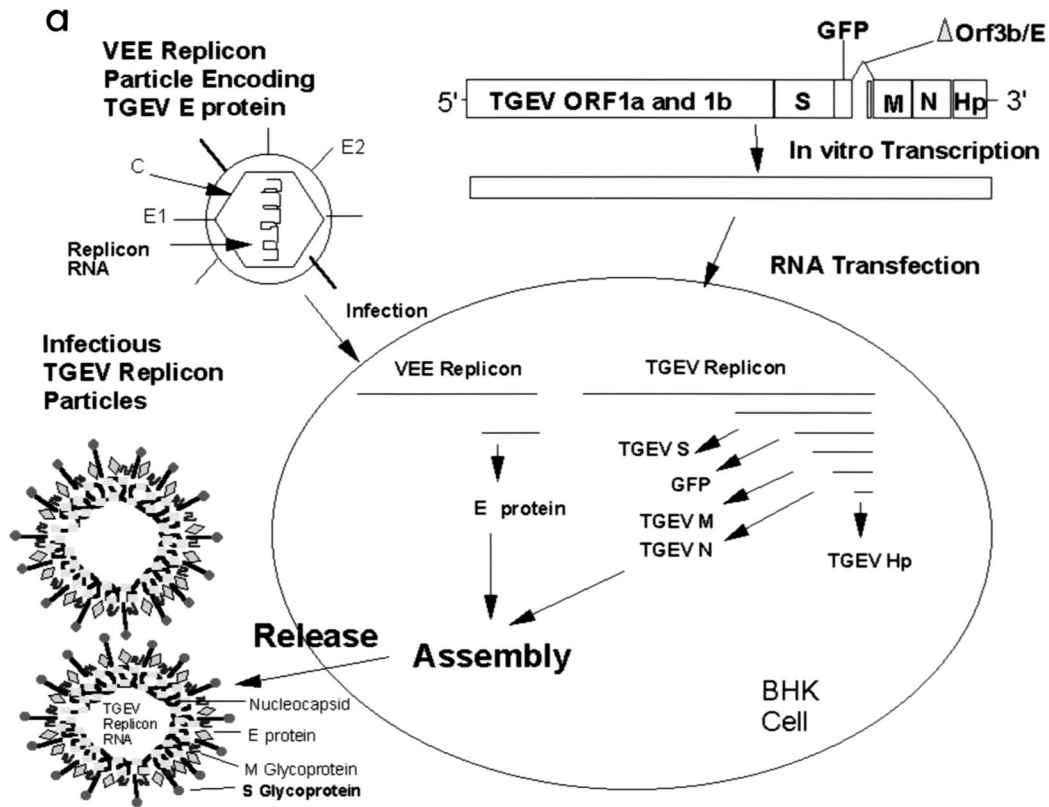 a
VEE Replicon
Particle Encoding
TGEV E protein
C
E2
E1
Replicon
RNA
GFP
ΔOrf3b/E
5' TGEV ORF1a and 1b S M N Hp 3'
In vitro Transcription
RNA Transfection
Infection
Infectious
TGEV Replicon
Particles
VEE Replicon
TGEV Replicon
TGEV S
GFP
E protein
TGEV M
TGEV N
TGEV Hp
Release
Assembly
BHK
Cell
TGEV
Replicon
RNA
Nucleocapsid
E protein
M Glycoprotein
S Glycoprotein